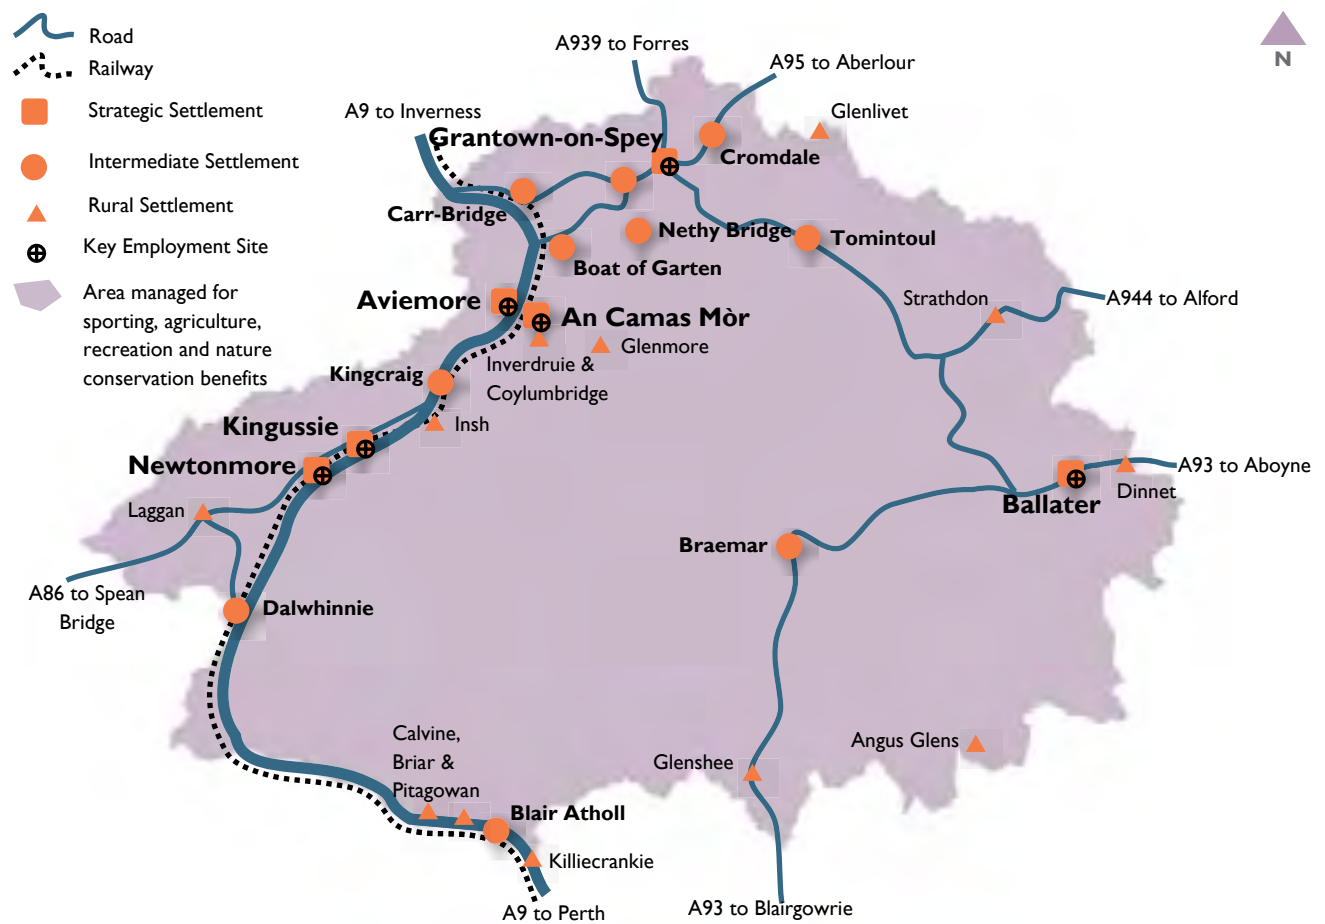 Road
Railway
Strategic Settlement
Intermediate Settlement
Rural Settlement
Key Employment Site
Area managed for
sporting, agriculture,
recreation and nature
conservation benefits
N
A939 to Forres
A95 to Aberlour
A9 to Inverness
Glenlivet
Grantown-on-Spey
Cromdale
Carr-Bridge
Nethy Bridge
Tomintoul
Boat of Garten
Aviemore
An Camas Mòr
Strathdon
A944 to Alford
Glenmore
Inverdruie &
Coylumbridge
Kingcraig
Insh
Kingussie
Newtonmore
A93 to Aboyne
Dinnet
Ballater
Laggan
Braemar
A86 to Spean
Bridge
Dalwhinnie
Calvine,
Briar &
Pitagowan
Angus Glens
Glenshee
Blair Atholl
Killiecrankie
A9 to Perth
A93 to Blairgowrie